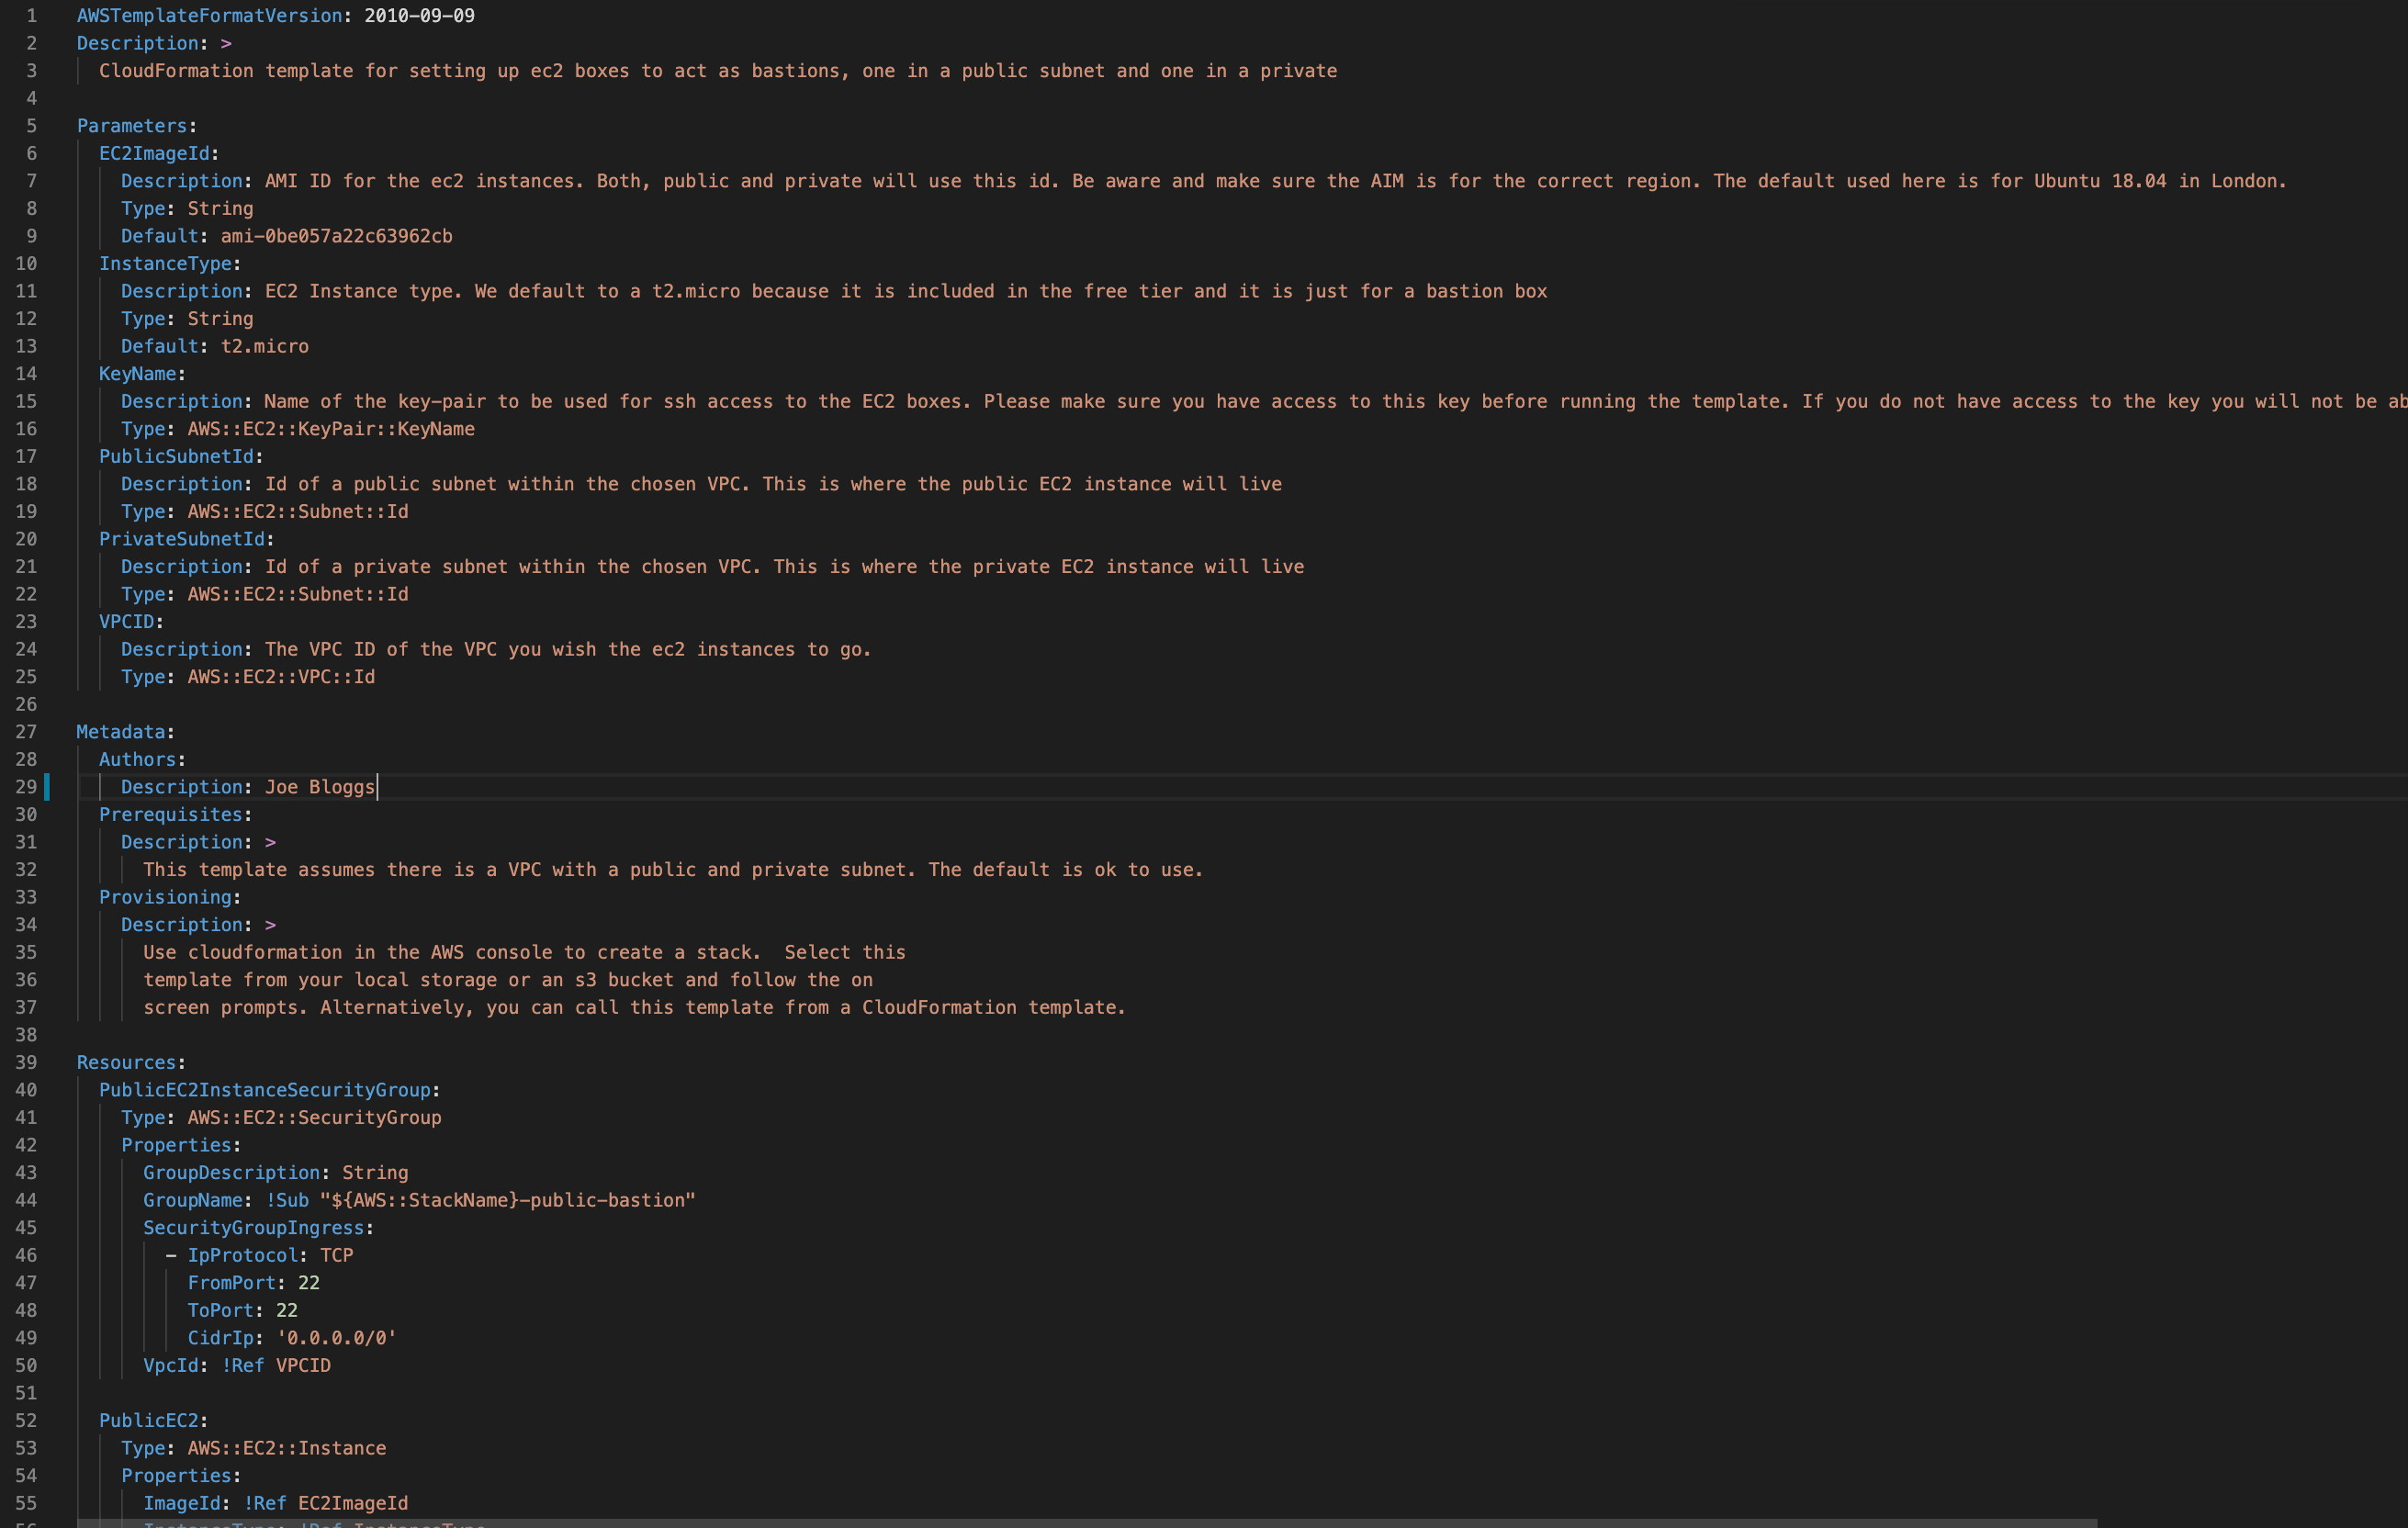 1 AWSTemplateFormatVersion: 2010-09-09
2 Description: >
3 CloudFormation template for setting up ec2 boxes to act as bastions, one in a public subnet and one in a private
4
5 Parameters:
6 EC2ImageId:
7 Description: AMI ID for the ec2 instances. Both, public and private will use this id. Be aware and make sure the AIM is for the correct region. The default used here is for Ubuntu 18.04 in London.
8 Type: String
9 Default: ami-0be057a22c63962cb
10 InstanceType:
11 Description: EC2 Instance type. We default to a t2.micro because it is included in the free tier and it is just for a bastion box
12 Type: String
13 Default: t2.micro
14 KeyName:
15 Description: Name of the key-pair to be used for ssh access to the EC2 boxes. Please make sure you have access to this key before running the template. If you do not have access to the key you will not be ab
16 Type: AWS::EC2::KeyPair::KeyName
17 PublicSubnetId:
18 Description: Id of a public subnet within the chosen VPC. This is where the public EC2 instance will live
19 Type: AWS::EC2::Subnet::Id
20 PrivateSubnetId:
21 Description: Id of a private subnet within the chosen VPC. This is where the private EC2 instance will live
22 Type: AWS::EC2::Subnet::Id
23 VPCID:
24 Description: The VPC ID of the VPC you wish the ec2 instances to go.
25 Type: AWS::EC2::VPC::Id
26
27 Metadata:
28 Authors:
29 Description: Joe Bloggs
30 Prerequisites:
31 Description: >
32 This template assumes there is a VPC with a public and private subnet. The default is ok to use.
33 Provisioning:
34 Description: >
35 Use cloudformation in the AWS console to create a stack.  Select this
36 template from your local storage or an s3 bucket and follow the on
37 screen prompts. Alternatively, you can call this template from a CloudFormation template.
38
39 Resources:
40 PublicEC2InstanceSecurityGroup:
41 Type: AWS::EC2::SecurityGroup
42 Properties:
43 GroupDescription: String
44 GroupName: !Sub "${AWS::StackName}-public-bastion"
45 SecurityGroupIngress:
46 - IpProtocol: TCP
47 FromPort: 22
48 ToPort: 22
49 CidrIp: '0.0.0.0/0'
50 VpcId: !Ref VPCID
51
52 PublicEC2:
53 Type: AWS::EC2::Instance
54 Properties:
55 ImageId: !Ref EC2ImageId
56 InstanceType: !Ref InstanceType